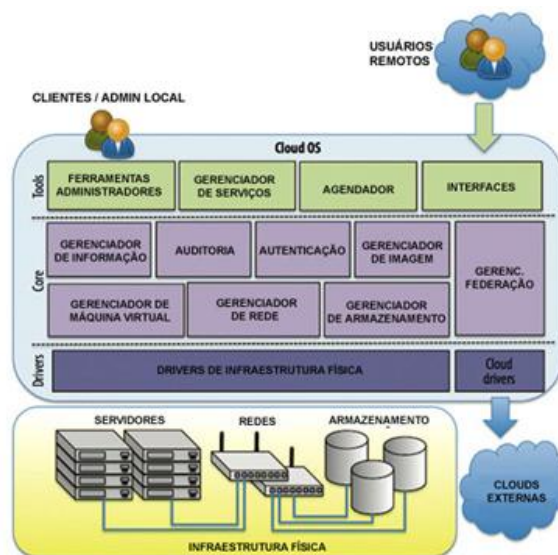 USUÁRIOS
REMOTOS
CLIENTES / ADMIN LOCAL
Cloud OS
Tools
FERRAMENTAS
ADMINISTRADORES
GERENCIADOR
DE SERVIÇOS
AGENDADOR
INTERFACES
Core
GERENCIADOR
DE INFORMAÇÃO
AUDITORIA
AUTENTICAÇÃO
GERENCIADOR
DE IMAGEM
GERENC.
FEDERAÇÃO
GERENCIADOR DE
MÁQUINA VIRTUAL
GERENCIADOR
DE REDE
GERENCIADOR
DE ARMAZENAMENTO
Drivers
DRIVERS DE INFRAESTRUTURA FÍSICA
Cloud
drivers
SERVIDORES
REDES
ARMAZENAMENTO
CLOUDS
EXTERNAS
INFRAESTRUTURA FÍSICA